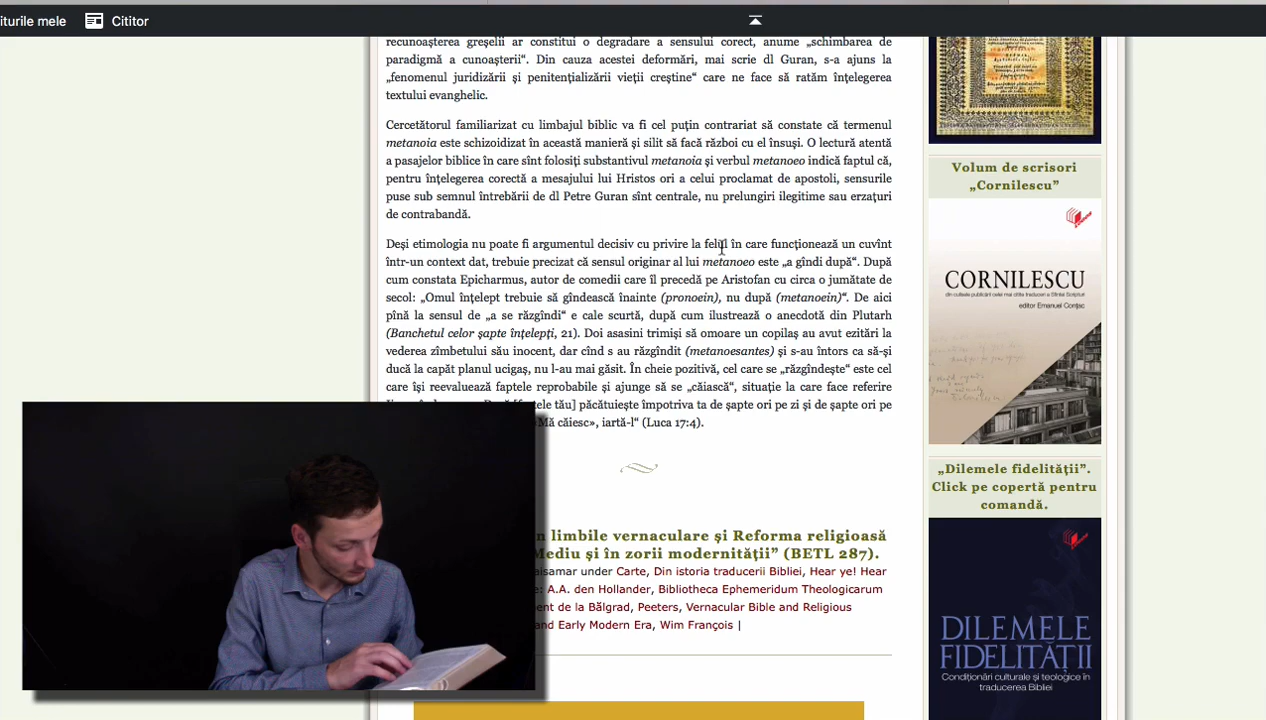 iturile mele
Cititor
recunoașterea greșelii ar constitui o degradare a sensului corect, anume „schimbarea de
paradigmă a cunoașterii“. Din cauza acestei deformări, mai scrie dl Guran, s-a ajuns la
„fenomenul juridizării și penitențializării vieții creștine“ care ne face să ratăm înțelegerea
textului evanghelic.
Cercetătorul familiarizat cu limbajul biblic va fi cel puțin contrariat să constate că termenul
metanoia este schizoidizat în această manieră și silit să facă război cu el însuși. O lectură atentă
a pasajelor biblice în care sînt folosiți substantivul metanoia și verbul metanoeo indică faptul că,
pentru înțelegerea corectă a mesajului lui Hristos ori a celui proclamat de apostoli, sensurile
puse sub semnul întrebării de dl Petre Guran sînt centrale, nu prelungiri ilegitime sau erzațuri
de contrabandă.
Deși etimologia nu poate fi argumentul decisiv cu privire la felul în care funcționează un cuvînt
într-un context dat, trebuie precizat că sensul originar al lui metanoeo este „a gîndi după“. După
cum constata Epicharmus, autor de comedii care îl precedă pe Aristofan cu circa o jumătate de
secol: „Omul înțelept trebuie să gîndească înainte (pronoein), nu după (metanoein)“. De aici
pînă la sensul de „a se răzgîndi“ e cale scurtă, după cum ilustrează o anecdotă din Plutarh
(Banchetul celor șapte înțelepți, 21). Doi asasini trimiși să omoare un copilaș au avut ezitări la
vederea zîmbetului său inocent, dar cînd s au răzgîndit (metanoesantes) și s-au întors ca să-și
ducă la capăt planul ucigaș, nu l-au mai găsit. În cheie pozitivă, cel care se „răzgîndește“ este cel
care își reevaluează faptele reprobabile și ajunge să se „căiască“, situație la care face referire
tele tău] păcătuiește împotriva ta de șapte ori pe zi și de șapte ori pe
«Mă căiesc», iartă-l“ (Luca 17:4).
n limbile vernaculare și Reforma religioasă
Mediu și în zorii modernității” (BETL 287).
aisamar under Carte, Din istoria traducerii Bibliei, Hear ye! Hear
e: A.A. den Hollander, Bibliotheca Ephemeridum Theologicarum
ent de la Bălgrad, Peeters, Vernacular Bible and Religious
and Early Modern Era, Wim François |
Volum de scrisori
„Cornilescu”
CORNILESCU
din culisele publicării celei mai citite traduceri a Sfintei Scripturi
editor Emanuel Conțac
„Dilemele fidelității”.
Click pe copertă pentru
comandă.
DILEMELE
FIDELITĂȚII
Condiționări culturale și teologice în
traducerea Bibliei